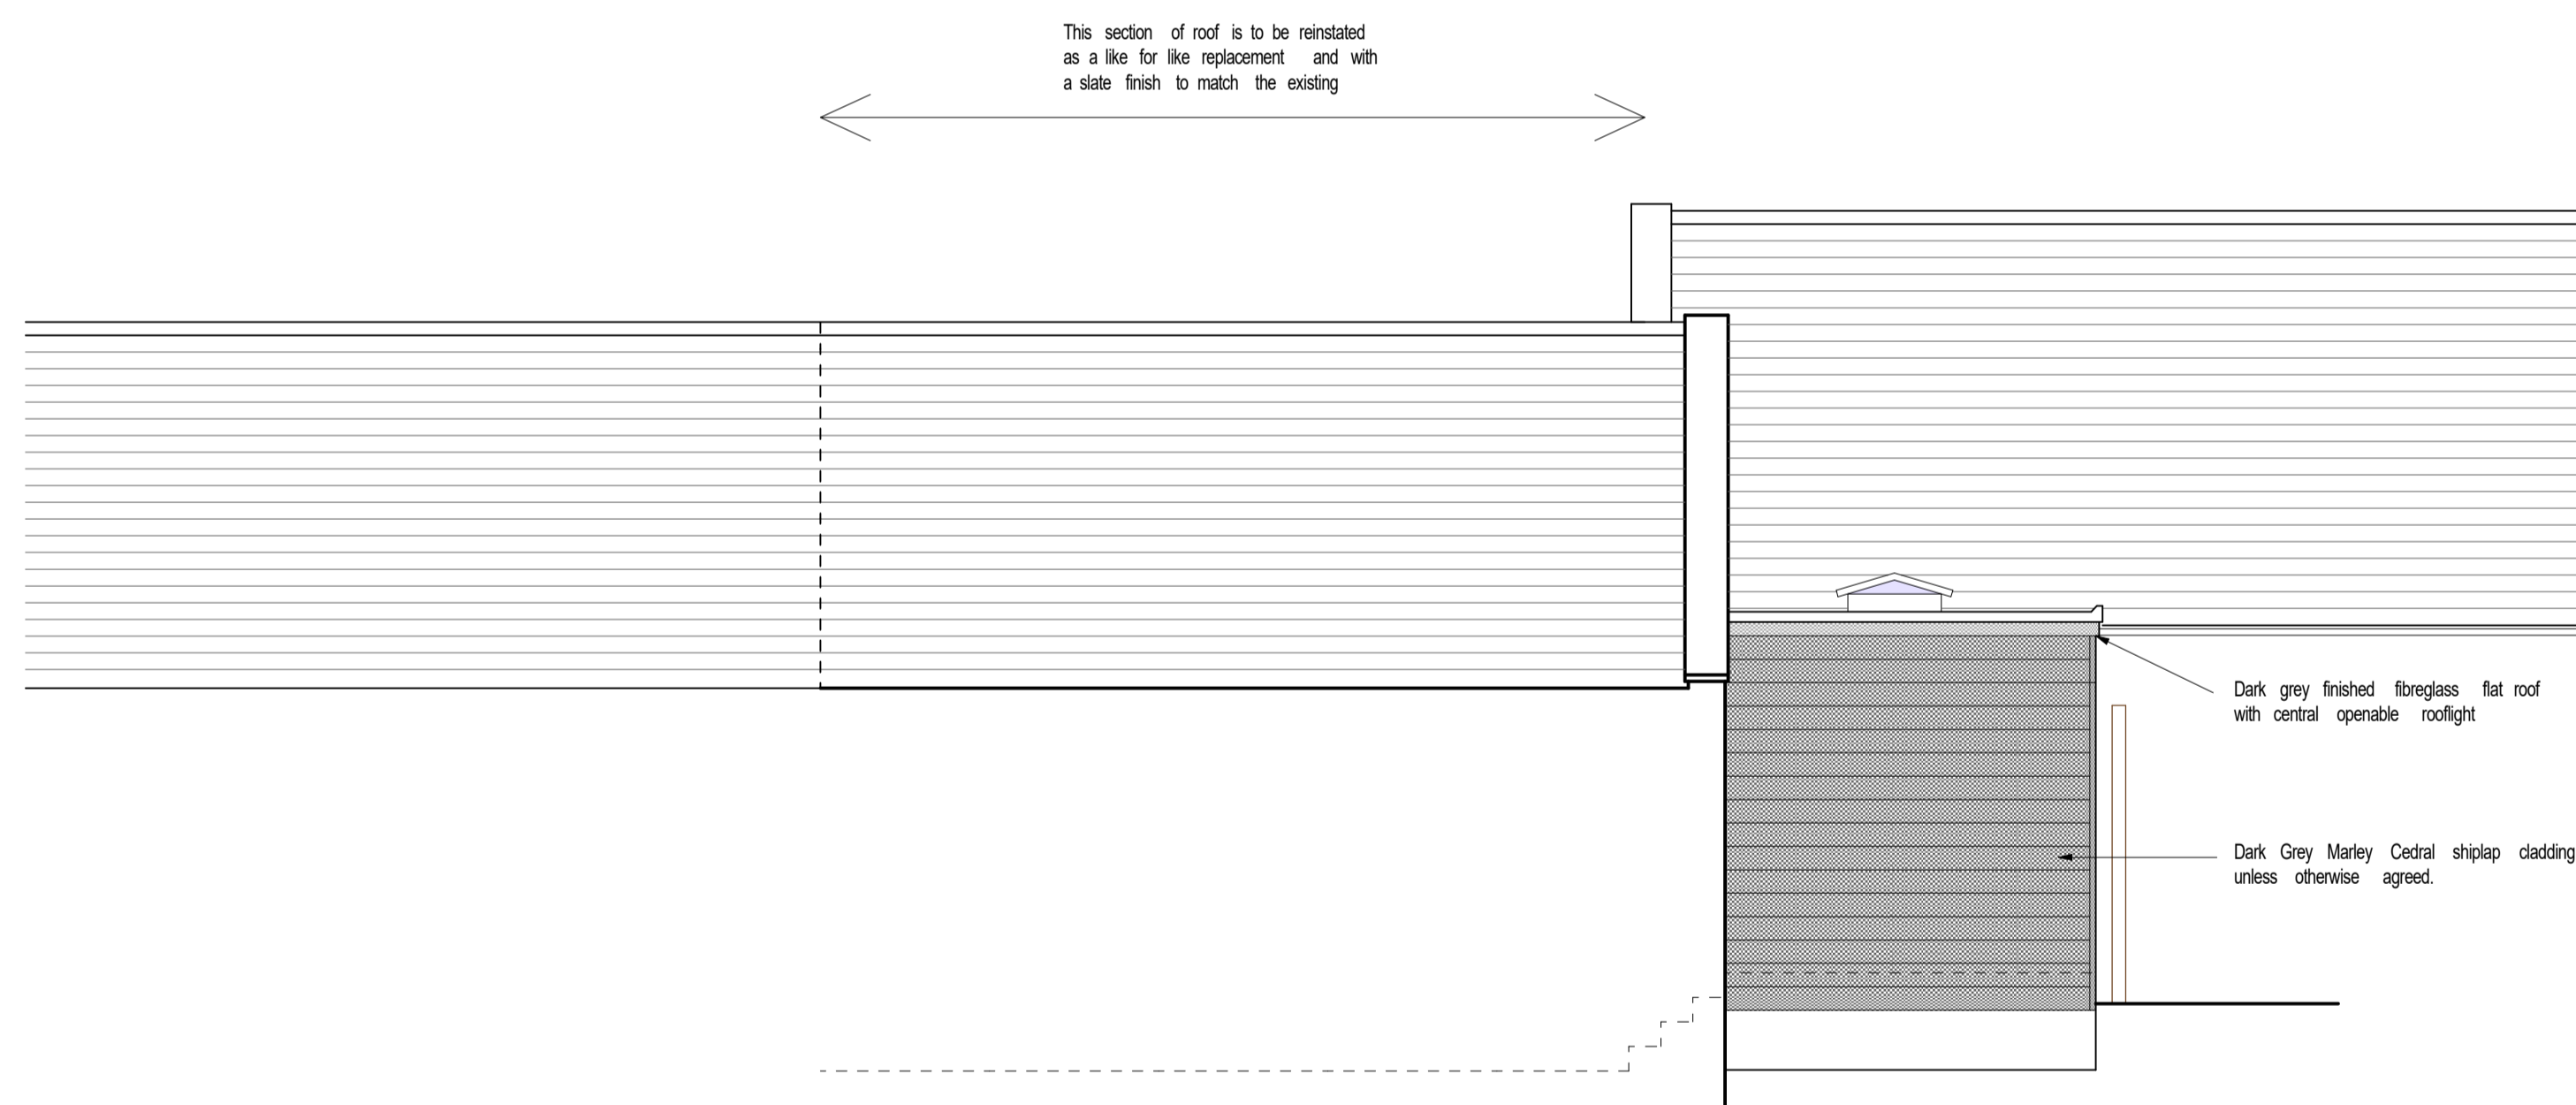 This section of roof is to be reinstated
as a like for like replacement and with
a slate finish to match the existing
Dark grey finished fibreglass flat roof
with central openable rooflight
Dark Grey Marley Cedral shiplap cladding
unless otherwise agreed.